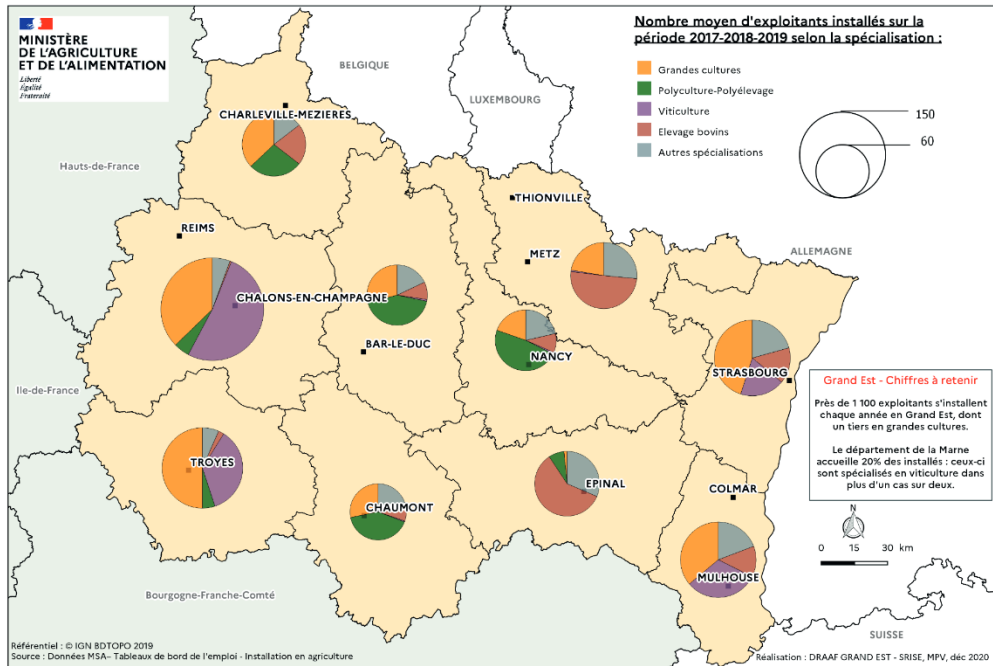 MINISTÈRE
DE L'AGRICULTURE
ET DE L'ALIMENTATION
Liberté
Égalité
Fraternité
Nombre moyen d'exploitants installés sur la
période 2017-2018-2019 selon la spécialisation :
Grandes cultures
Polyculture-Polyélevage
Viticulture
Elevage bovins
Autres spécialisations
150
60
BELGIQUE
LUXEMBOURG
CHARLEVILLE-MEZIERES
Hauts-de-France
THIONVILLE
REIMS
METZ
ALLEMAGNE
CHALONS-EN-CHAMPAGNE
BAR-LE-DUC
NANCY
STRASBOURG
Ile-de-France
Grand Est - Chiffres à retenir
Près de 1 100 exploitants s'installent
chaque année en Grand Est, dont
un tiers en grandes cultures.
Le département de la Marne
accueille 20% des installés : ceux-ci
sont spécialisés en viticulture dans
plus d'un cas sur deux.
TROYES
EPINAL
COLMAR
CHAUMONT
N
0 15 30 km
MULHOUSE
Bourgogne-Franche-Comté
SUISSE
Référentiel : © IGN BDTOPO 2019
Source : Données MSA– Tableaux de bord de l'emploi - Installation en agriculture
Réalisation : DRAAF GRAND EST - SRISE, MPV, déc 2020